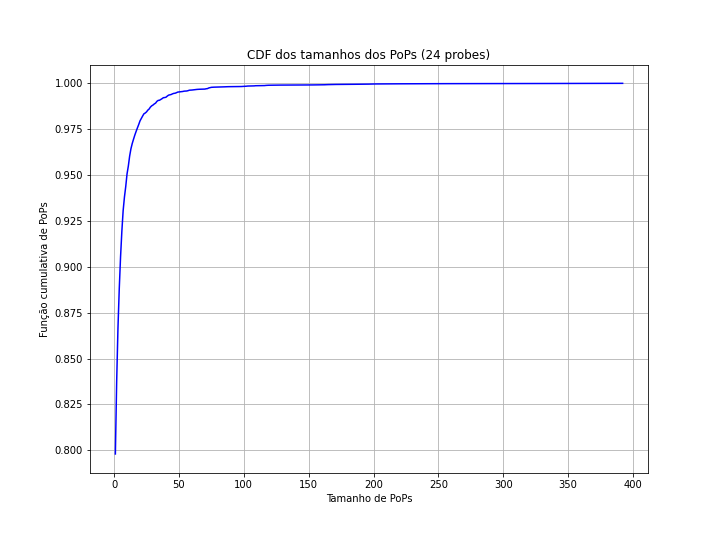 CDF dos tamanhos dos PoPs (24 probes)
1.000
0.975
0.950
0.925
0.900
0.875
0.850
0.825
0.800
Função cumulativa de PoPs
0 50 100 150 200 250 300 350 400
Tamanho de PoPs